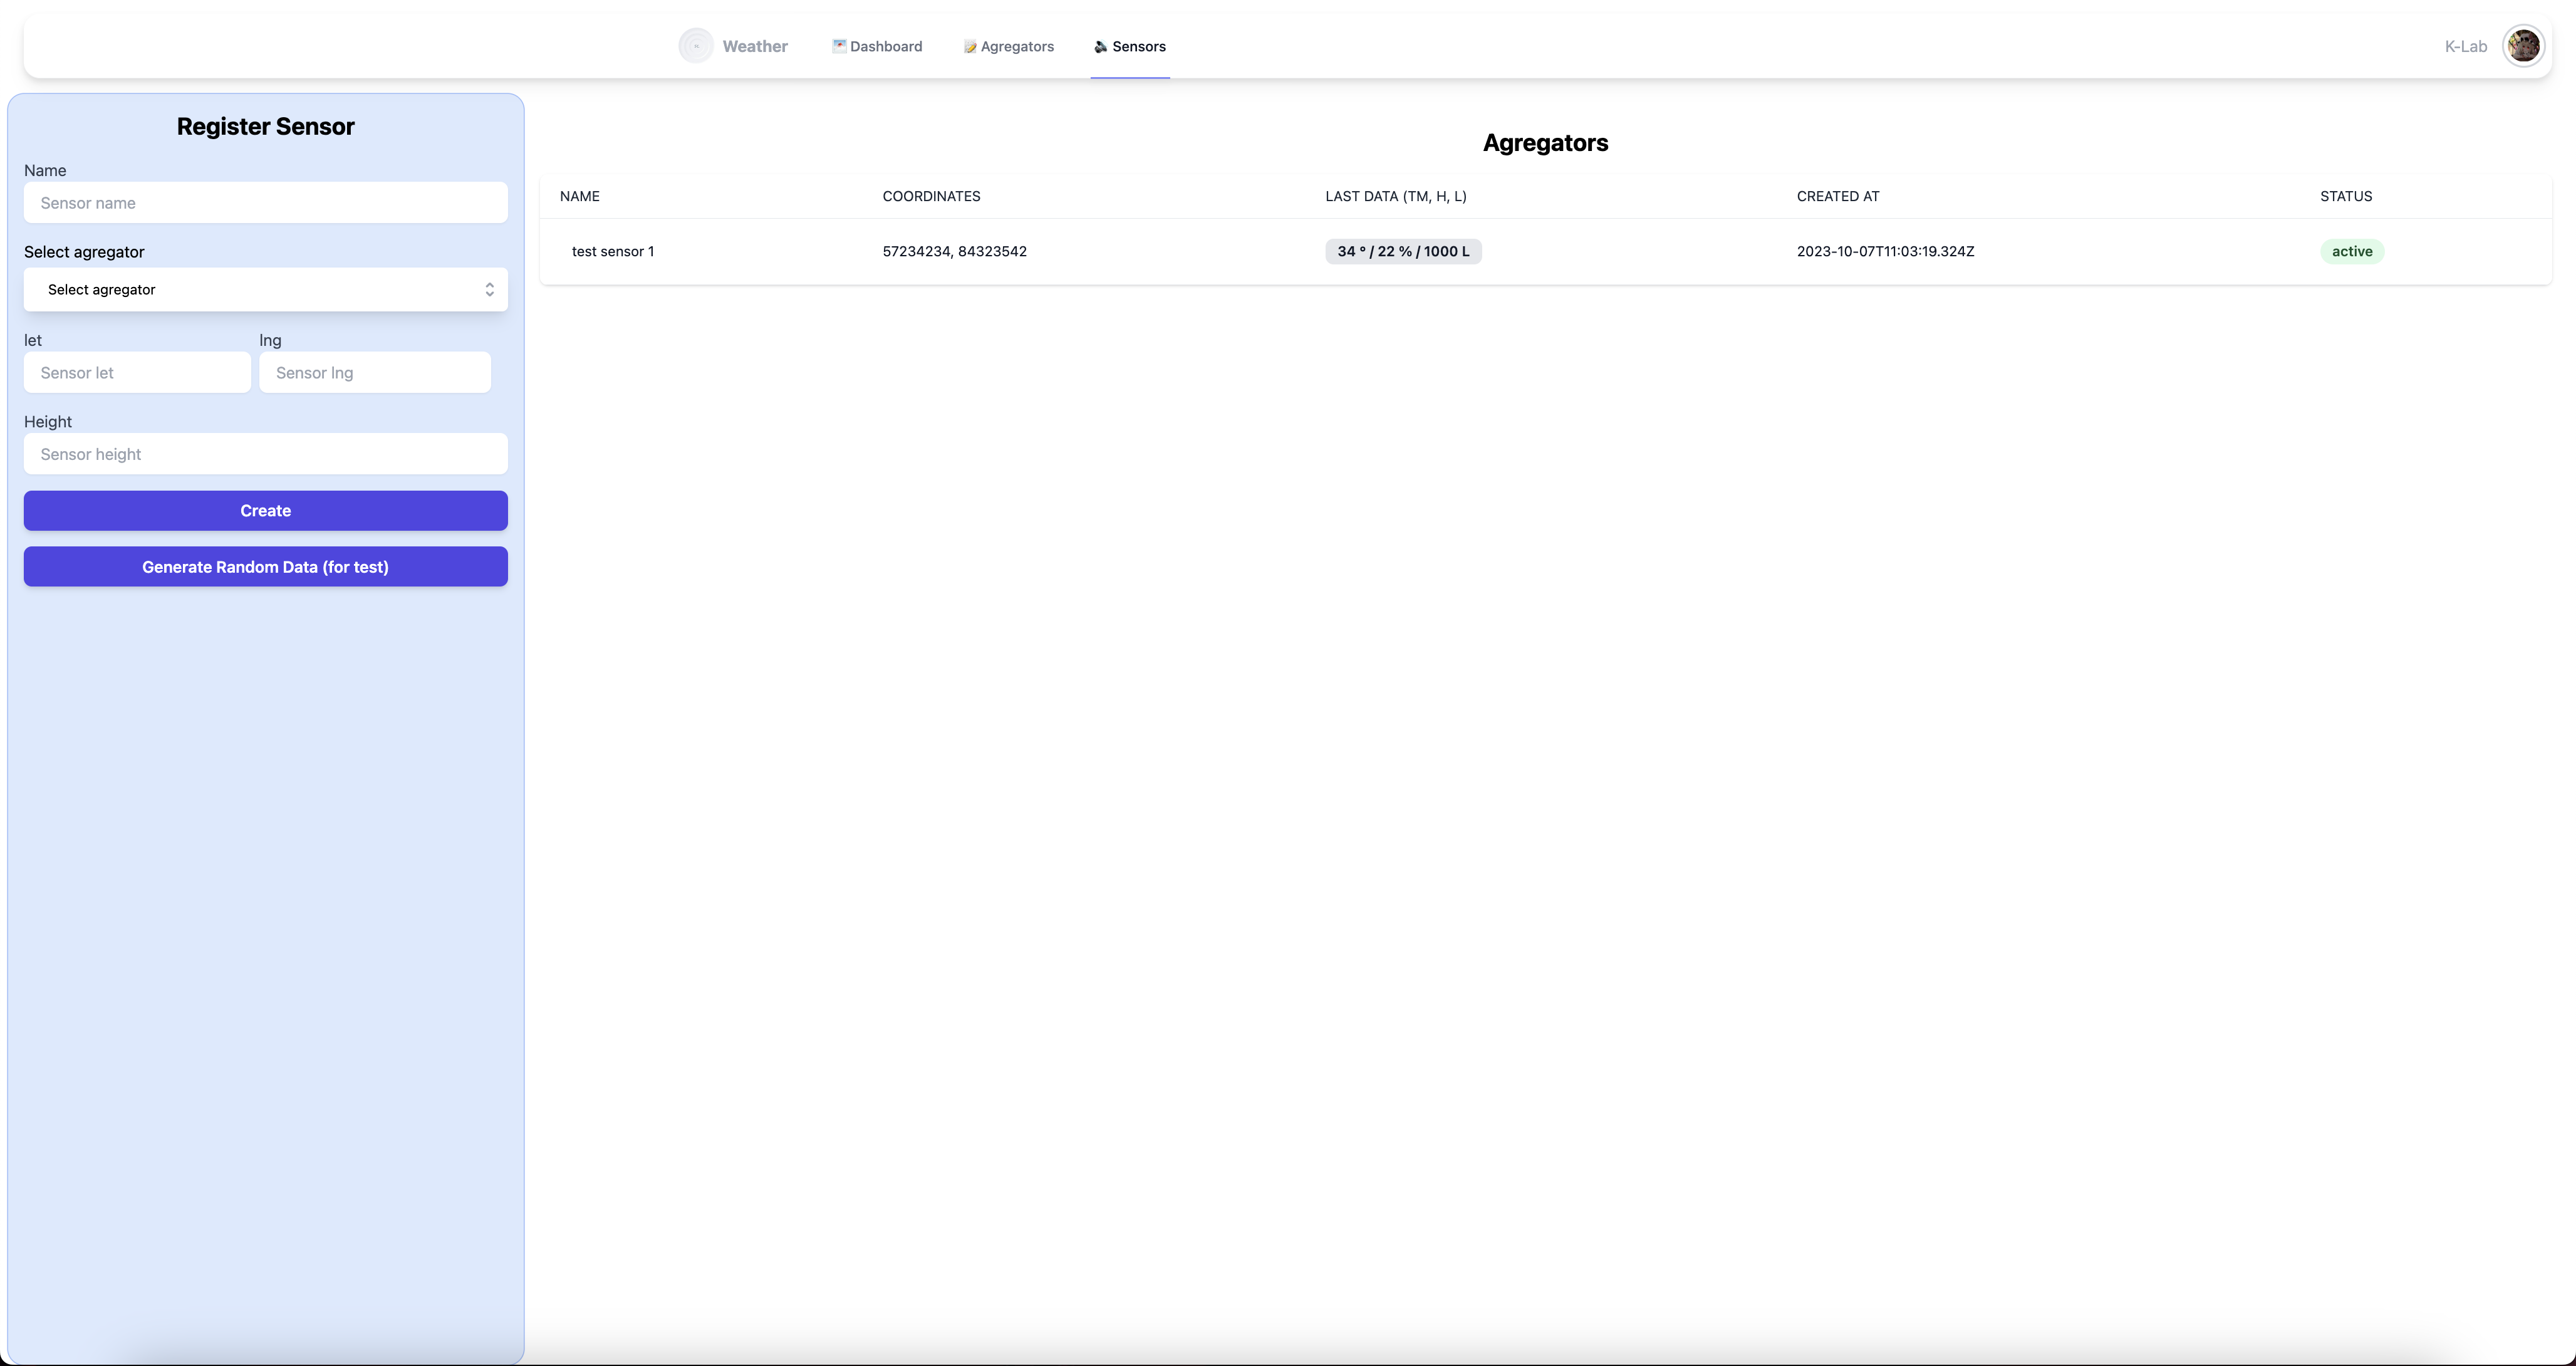 Weather
Dashboard
Agregators
Sensors
K-Lab
Register Sensor
Name
Sensor name
Select agregator
Select agregator
let
lng
Sensor let
Sensor lng
Height
Sensor height
Create
Generate Random Data (for test)
Agregators
NAME COORDINATES LAST DATA (TM, H, L) CREATED AT STATUS
test sensor 1 57234234, 84323542 34 º / 22 % / 1000 L 2023-10-07T11:03:19.324Z active